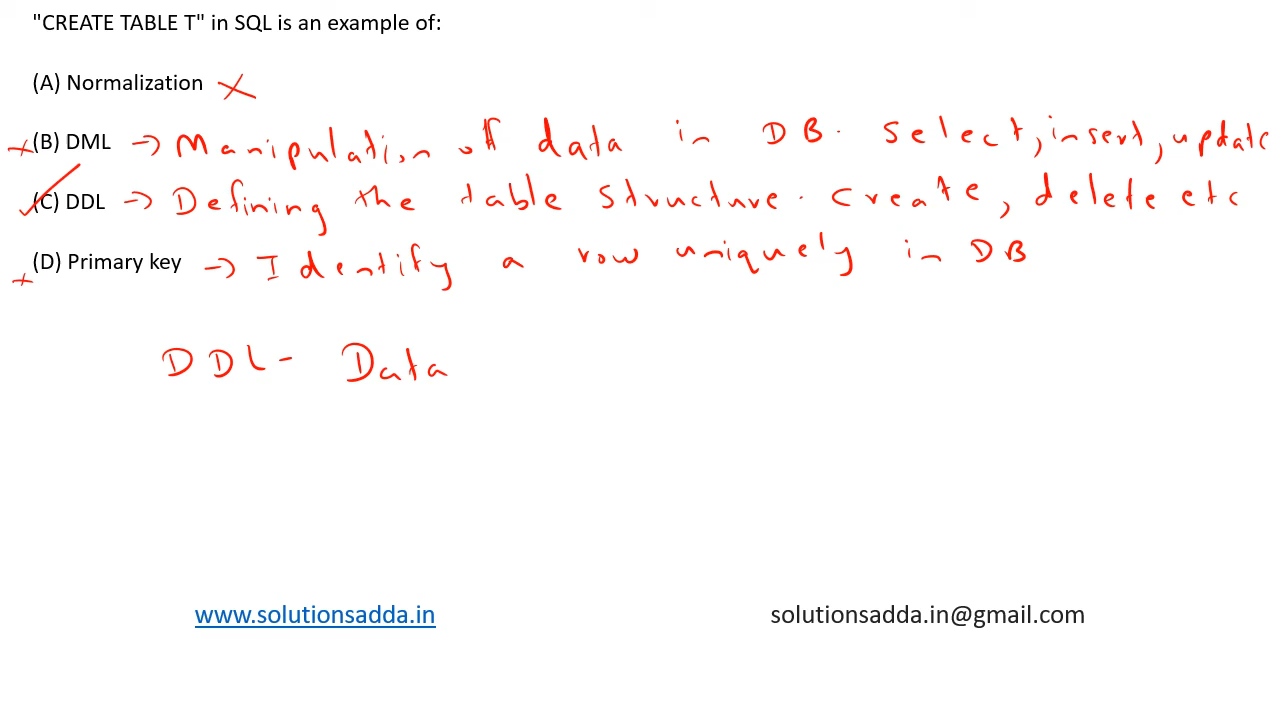 "CREATE TABLE T" in SQL is an example of:
(A) Normalization
(B) DML → Manipulation of data in DB. Select, insert, update
(C) DDL → Defining the table structure. create, delete etc
(D) Primary key → Identify a row uniquely in DB
DDL - Data
www.solutionsadda.in
solutionsadda.in@gmail.com